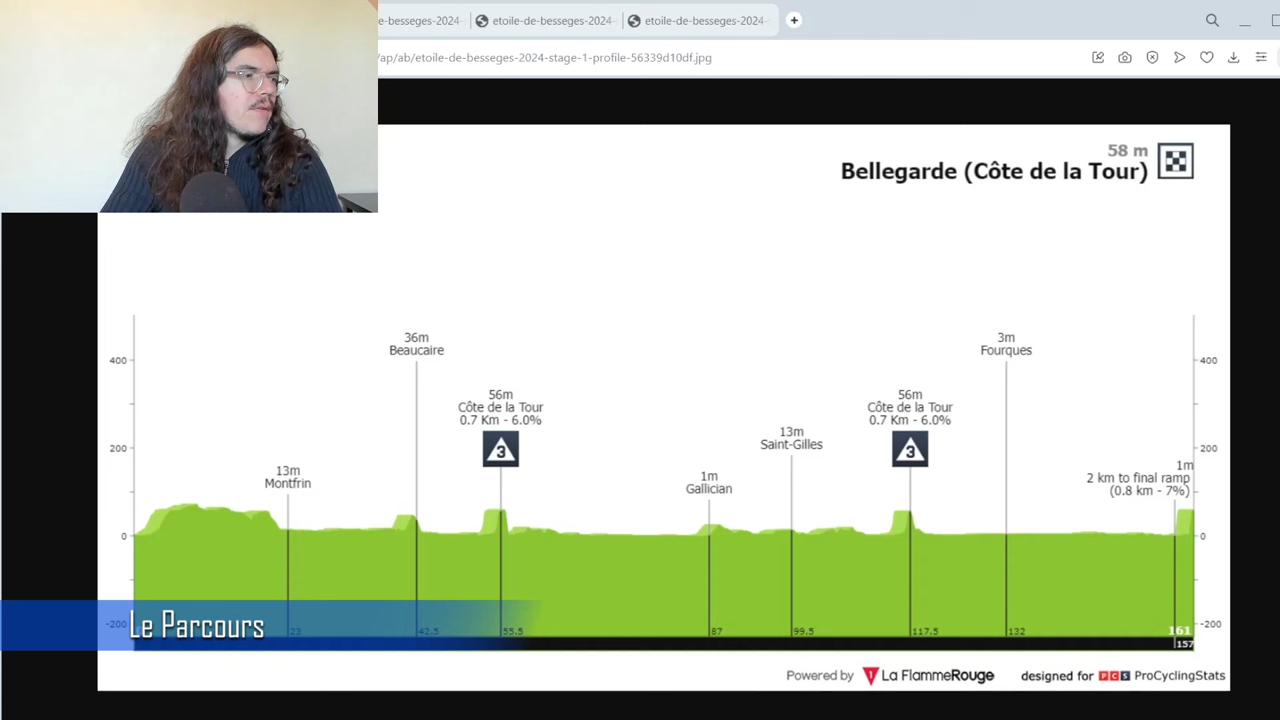 e-besseges-2024
etoile-de-besseges-2024-
etoile-de-besseges-2024-
/ap/ab/etoile-de-besseges-2024-stage-1-profile-56339d10df.jpg
58 m
Bellegarde (Côte de la Tour)
36m
Beaucaire
3m
Fourques
400
400
56m
Côte de la Tour
0.7 Km - 6.0%
3
56m
Côte de la Tour
0.7 Km - 6.0%
3
13m
Saint-Gilles
200
200
13m
Montfrin
1m
Gallician
1m
2 km to final ramp
(0.8 km - 7%)
0
0
-200
-200
Le Parcours
23
42.5
55.5
87
99.5
117.5
132
161
157
Powered by La FlammeRouge
designed for PCS ProCyclingStats